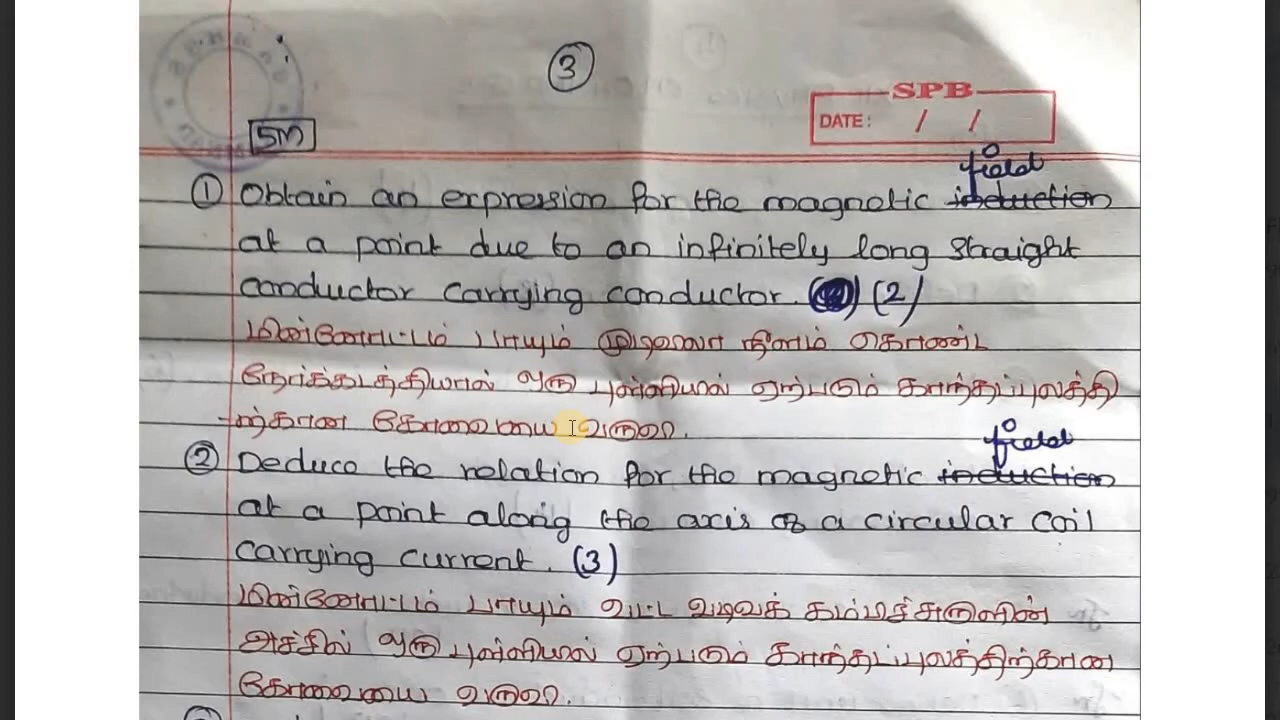 3
SPB
DATE: / /
5M
field
① Obtain an expression for the magnetic induction
at a point due to an infinitely long straight
conductor carrying conductor. (2)
மின்னோட்டம் பாயும் முடிவிலா நீளம் கொண்ட
நேர்க்கடத்தியால் ஒரு புள்ளியில் ஏற்படும் காந்தப்புலத்தி
-ற்கான கோவையை வருவி.
field
② Deduce the relation for the magnetic induction
at a point along the axis of a circular coil
carrying current. (3)
மின்னோட்டம் பாயும் வட்ட வடிவக் கம்பிச்சுருளின்
அச்சில் ஒரு புள்ளியில் ஏற்படும் காந்தப்புலத்திற்கான
கோவையை வருவி.